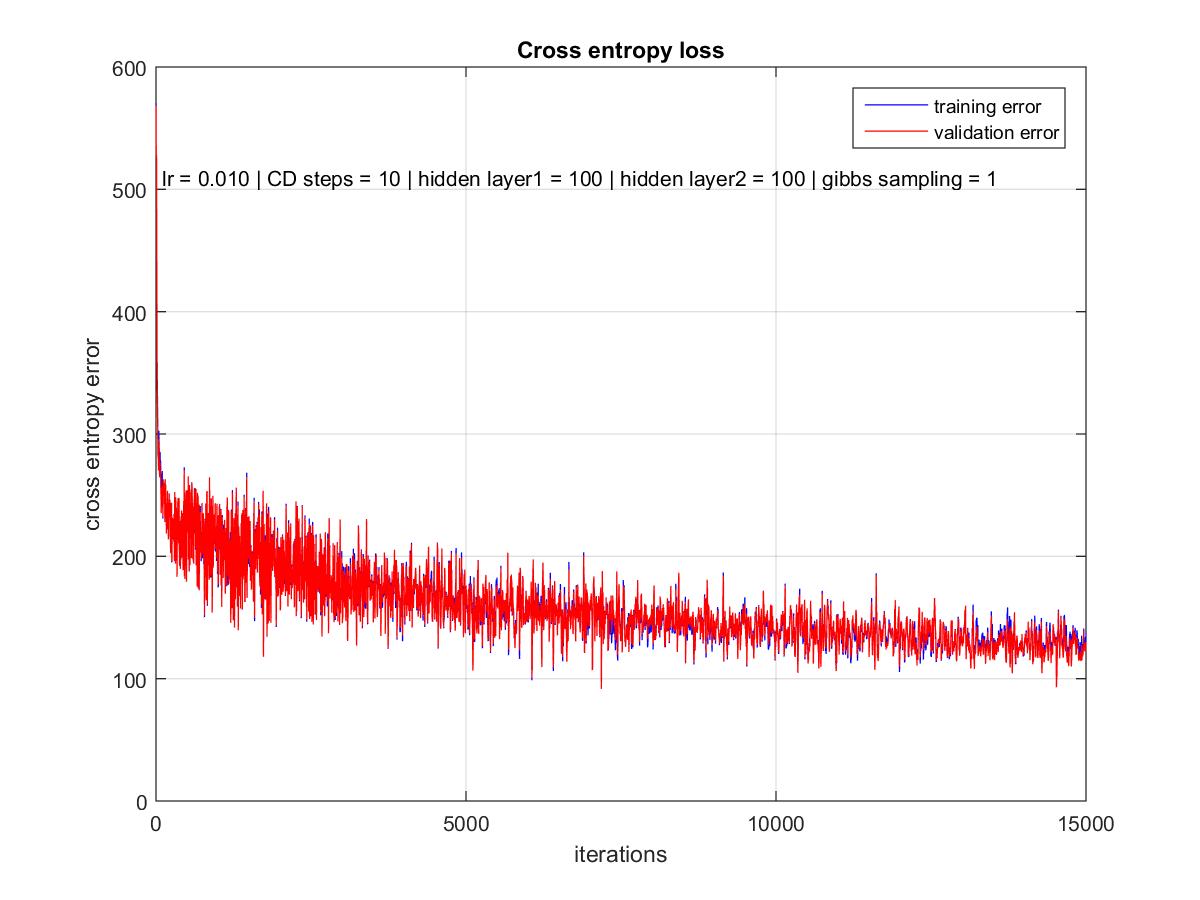 Cross entropy loss
600
training error
validation error
500
lr = 0.010 | CD steps = 10 | hidden layer1 = 100 | hidden layer2 = 100 | gibbs sampling = 1
400
cross entropy error
300
200
100
0
0 5000 10000 15000
iterations